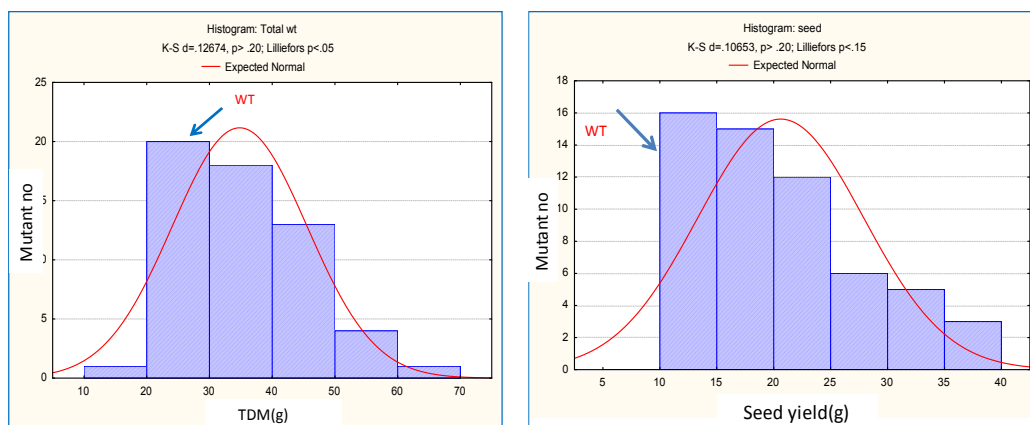 Histogram: Total wt
K-S d=.12674, p> .20; Lilliefors p<.05
Expected Normal
WT
25
20
5
0
5
0
Mutant no
10 20 30 40 50 60 70
TDM(g)
Histogram: seed
K-S d=.10653, p> .20; Lilliefors p<.15
Expected Normal
WT
18
16
14
12
10
8
6
4
2
0
Mutant no
5 10 15 20 25 30 35 40
Seed yield(g)